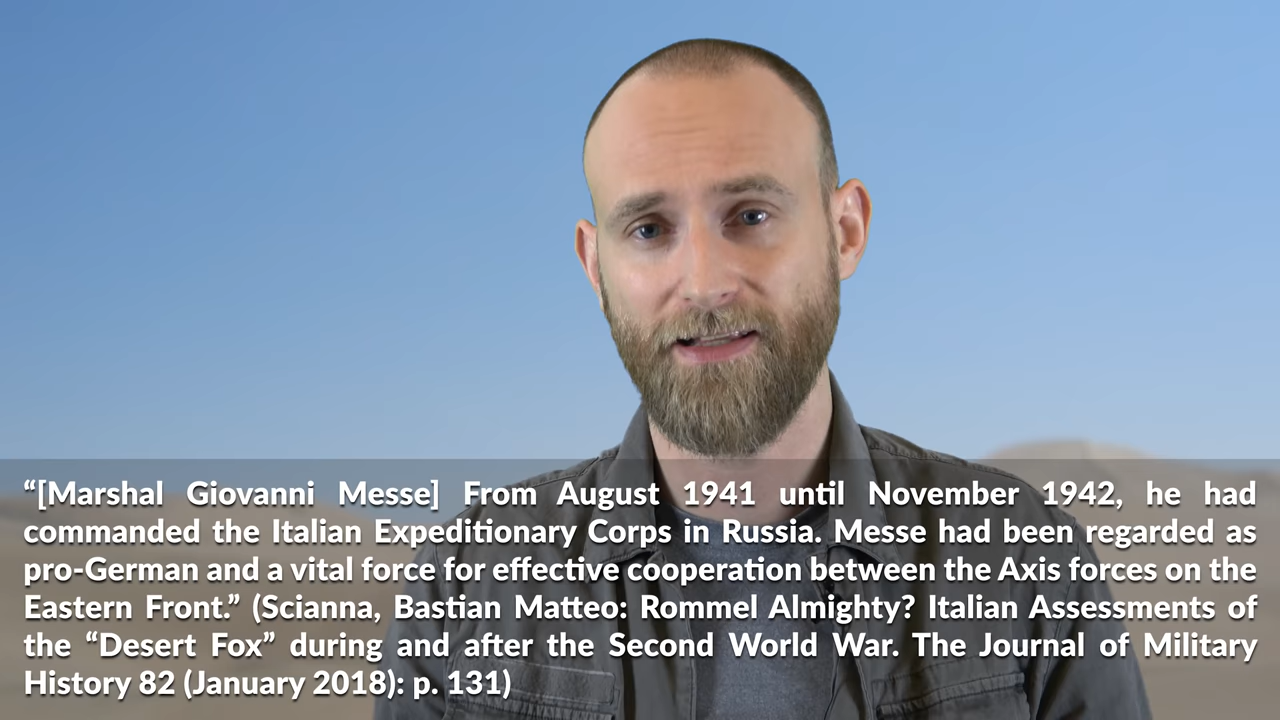 “[Marshal Giovanni Messe] From August 1941 until November 1942, he had
commanded the Italian Expeditionary Corps in Russia. Messe had been regarded as
pro-German and a vital force for effective cooperation between the Axis forces on the
Eastern Front.” (Scianna, Bastian Matteo: Rommel Almighty? Italian Assessments of
the “Desert Fox” during and after the Second World War. The Journal of Military
History 82 (January 2018): p. 131)